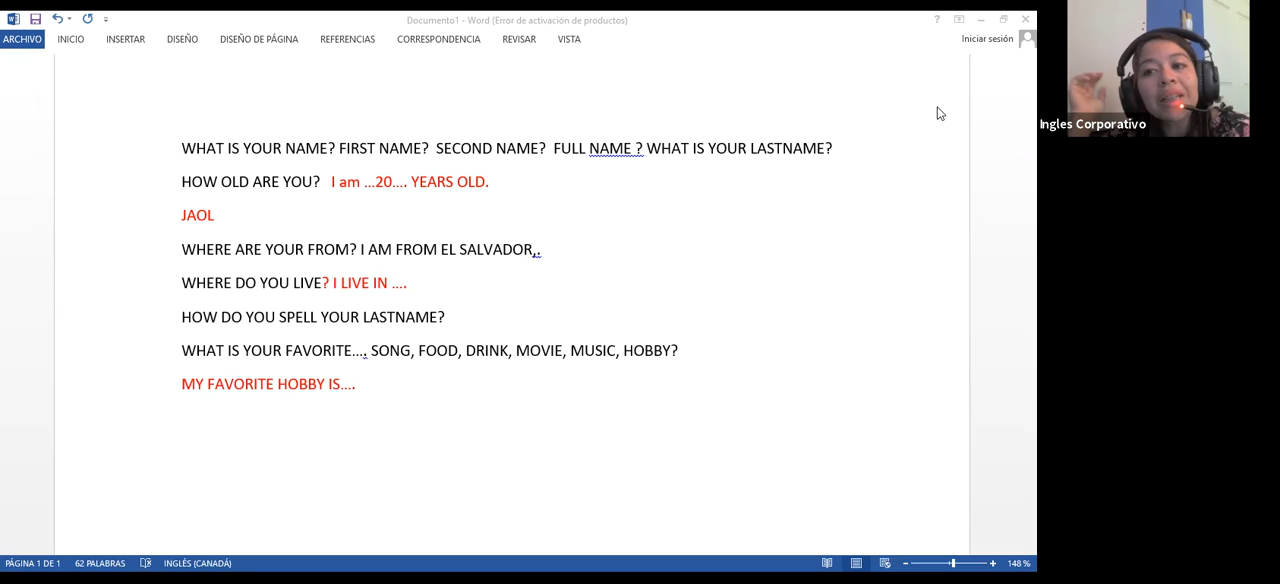 Documento1 - Word (Error de activación de productos)
ARCHIVO INICIO INSERTAR DISEÑO DISEÑO DE PÁGINA REFERENCIAS CORRESPONDENCIA REVISAR VISTA Iniciar sesión
Ingles Corporativo
WHAT IS YOUR NAME? FIRST NAME? SECOND NAME? FULL NAME ? WHAT IS YOUR LASTNAME?
HOW OLD ARE YOU? I am ...20.... YEARS OLD.
JAOL
WHERE ARE YOUR FROM? I AM FROM EL SALVADOR,.
WHERE DO YOU LIVE? I LIVE IN ....
HOW DO YOU SPELL YOUR LASTNAME?
WHAT IS YOUR FAVORITE.... SONG, FOOD, DRINK, MOVIE, MUSIC, HOBBY?
MY FAVORITE HOBBY IS....
PÁGINA 1 DE 1 62 PALABRAS INGLÉS (CANADÁ) 148 %